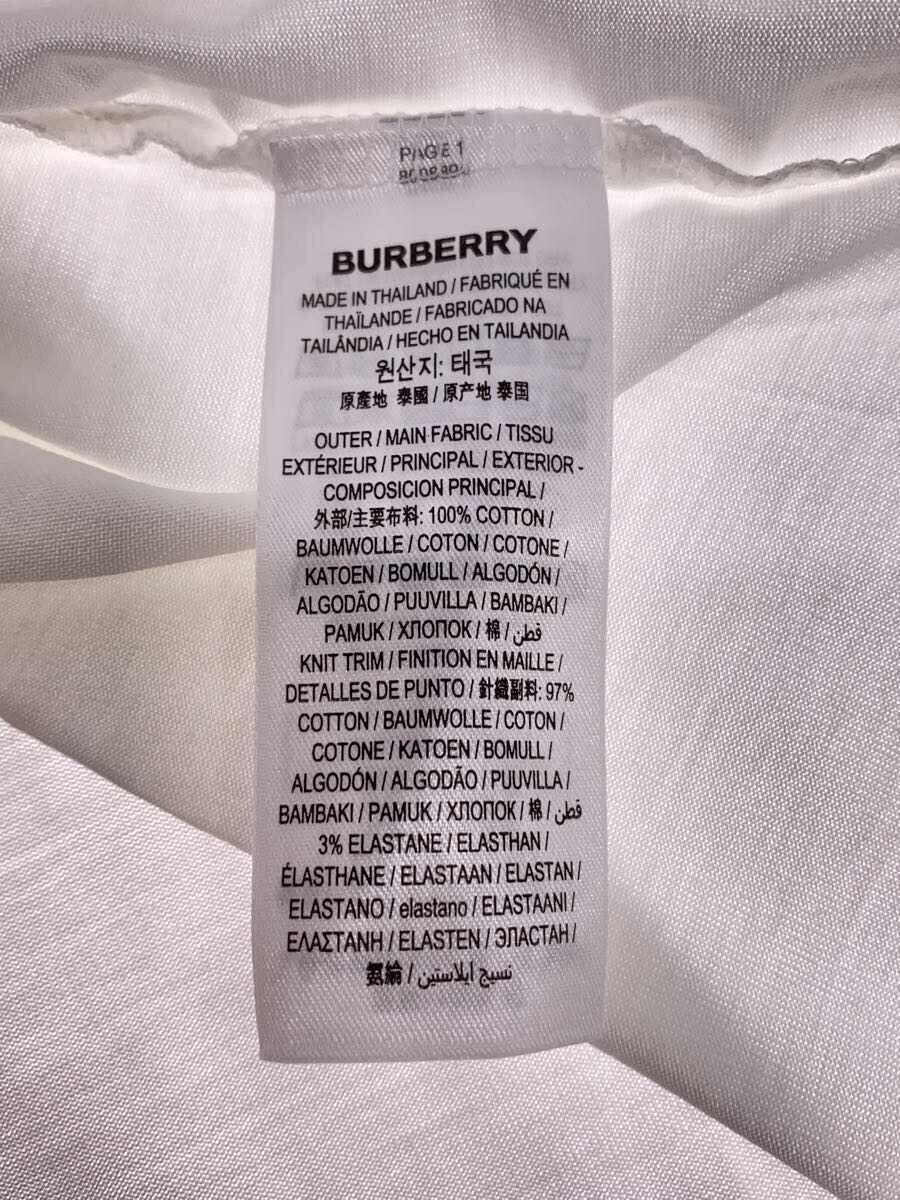 PAGE 1
BURBERRY
MADE IN THAILAND / FABRIQUÉ EN
THAÏLANDE / FABRICADO NA
TAILÂNDIA / HECHO EN TAILANDIA
원산지: 태국
原產地 泰國 / 原产地 泰国
OUTER / MAIN FABRIC / TISSU
EXTÉRIEUR / PRINCIPAL / EXTERIOR -
COMPOSICION PRINCIPAL /
外部/主要布料: 100% COTTON /
BAUMWOLLE / COTON / COTONE /
KATOEN / BOMULL / ALGODÓN /
ALGODÃO / PUUVILLA / BAMBAKI /
PAMUK / ХЛОПОК / 棉 / قطن
KNIT TRIM / FINITION EN MAILLE /
DETALLES DE PUNTO / 針織副料: 97%
COTTON / BAUMWOLLE / COTON /
COTONE / KATOEN / BOMULL /
ALGODÓN / ALGODÃO / PUUVILLA /
BAMBAKI / PAMUK / ХЛОПОК / 棉 / قطن
3% ELASTANE / ELASTHAN /
ÉLASTHANE / ELASTAAN / ELASTAN /
ELASTANO / elastano / ELASTAANI /
ΕΛΑΣΤΑΝΗ / ELASTEN / ЭЛАСТАН /
氨綸 / نسيج ايلاستين